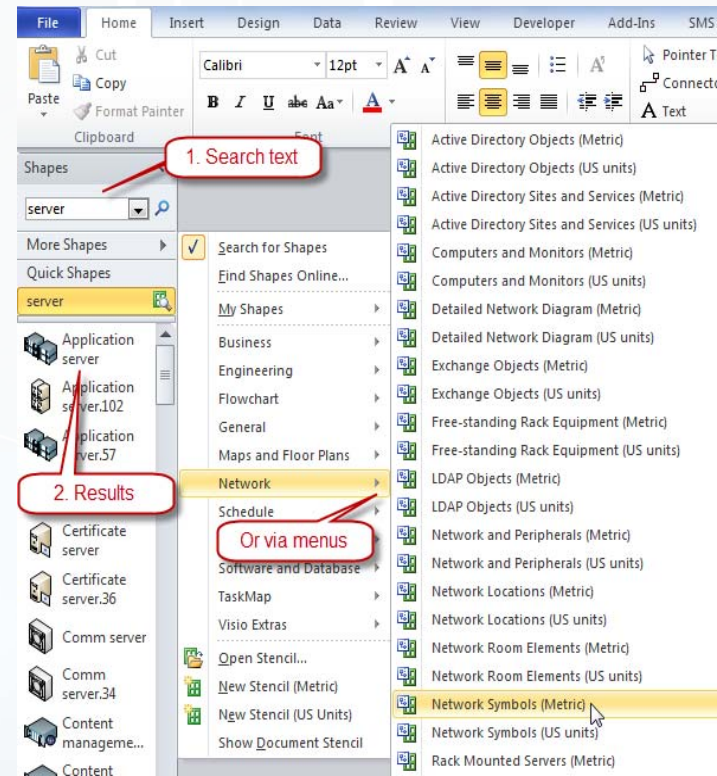 File Home Insert Design Data Review View Developer Add-Ins SMS
Cut
Copy
Format Painter
Paste
Clipboard
Calibri 12pt A A
B I U abc Aa A
Pointer T
Connecto
A Text
Shapes
1. Search text
server
More Shapes
Quick Shapes
server
Application
server
Application
server.102
server.57
2. Results
Certificate
server
Certificate
server.36
Comm server
Comm
server.34
Content
manageme...
Content
Search for Shapes
Find Shapes Online...
My Shapes
Business
Engineering
Flowchart
General
Maps and Floor Plans
Network
Schedule
Or via menus
Software and Database
TaskMap
Visio Extras
Open Stencil...
New Stencil (Metric)
New Stencil (US Units)
Show Document Stencil
Active Directory Objects (Metric)
Active Directory Objects (US units)
Active Directory Sites and Services (Metric)
Active Directory Sites and Services (US units)
Computers and Monitors (Metric)
Computers and Monitors (US units)
Detailed Network Diagram (Metric)
Detailed Network Diagram (US units)
Exchange Objects (Metric)
Exchange Objects (US units)
Free-standing Rack Equipment (Metric)
Free-standing Rack Equipment (US units)
LDAP Objects (Metric)
LDAP Objects (US units)
Network and Peripherals (Metric)
Network and Peripherals (US units)
Network Locations (Metric)
Network Locations (US units)
Network Room Elements (Metric)
Network Room Elements (US units)
Network Symbols (Metric)
Network Symbols (US units)
Rack Mounted Servers (Metric)